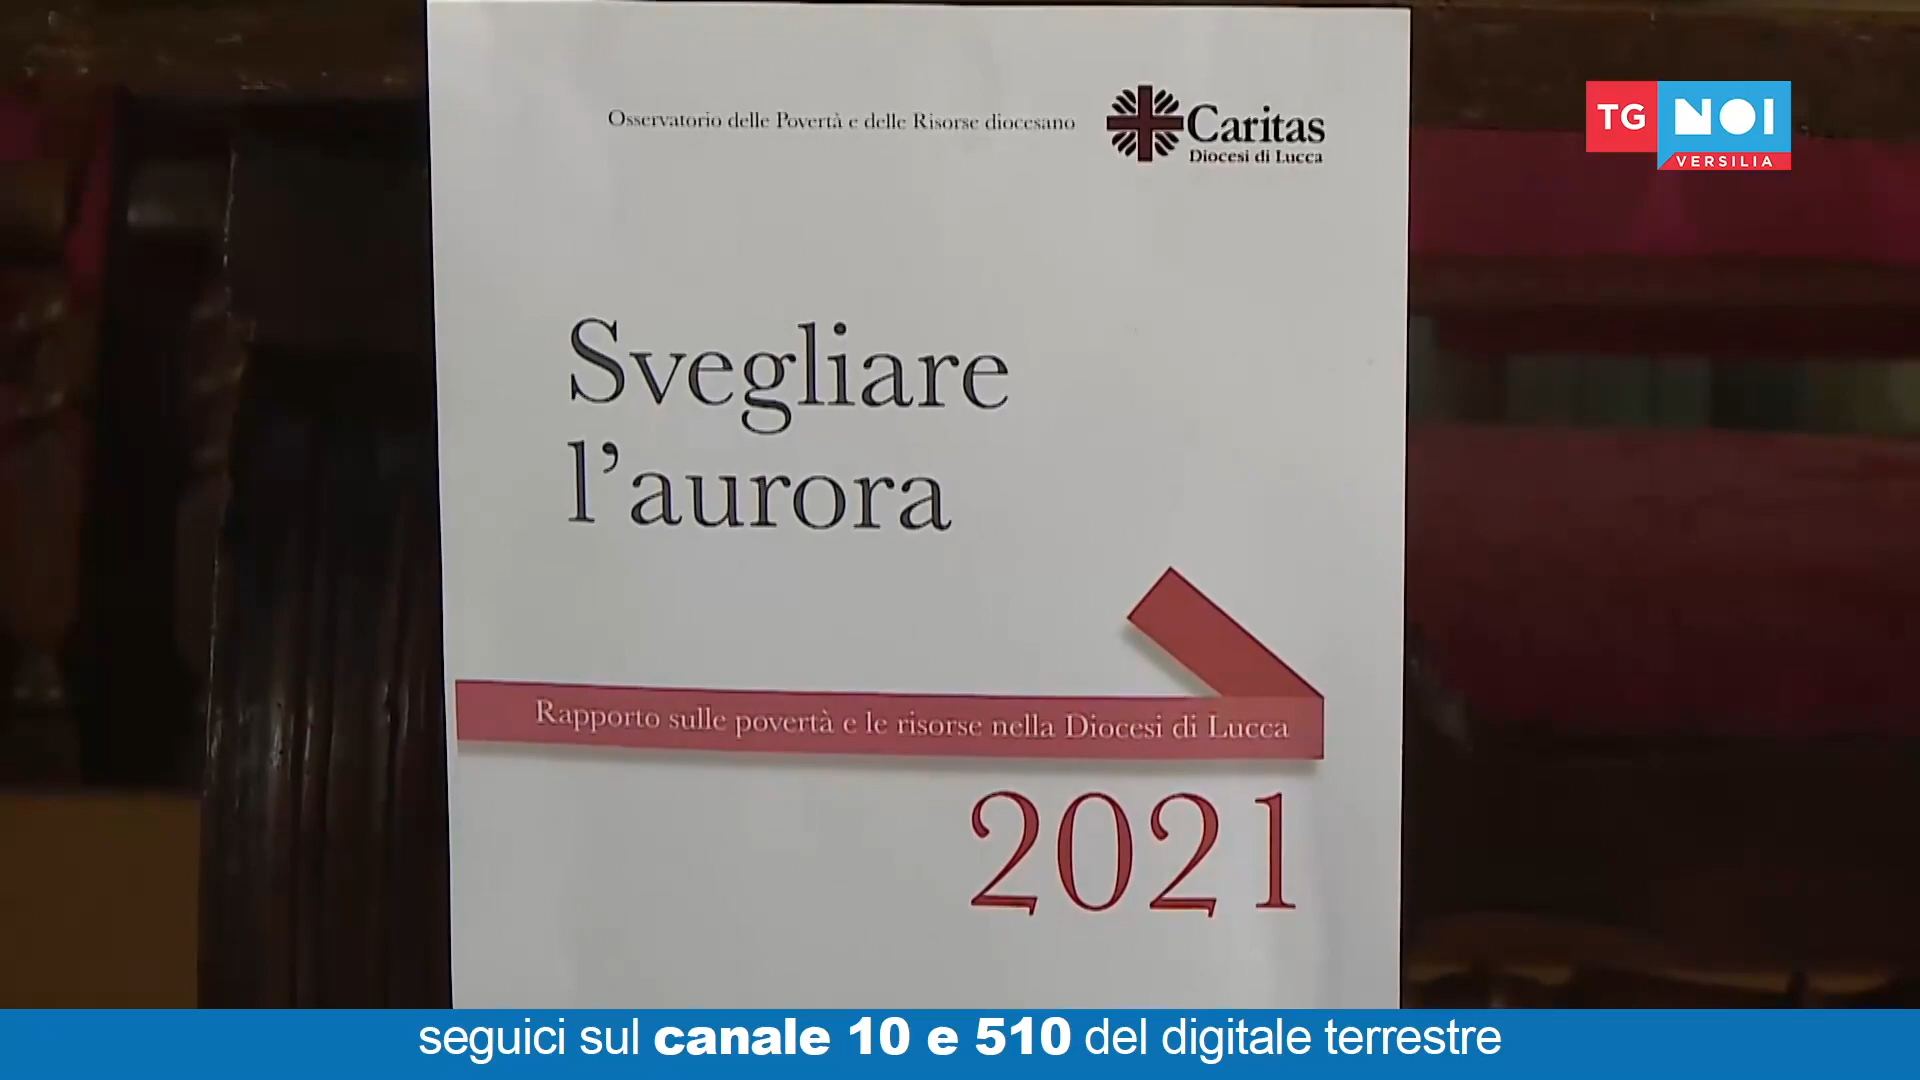 Osservatorio delle Povertà e delle Risorse diocesano
Caritas
Diocesi di Lucca
TG NOI
VERSILIA
Svegliare
l'aurora
Rapporto sulle povertà e le risorse nella Diocesi di Lucca
2021
seguici sul canale 10 e 510 del digitale terrestre